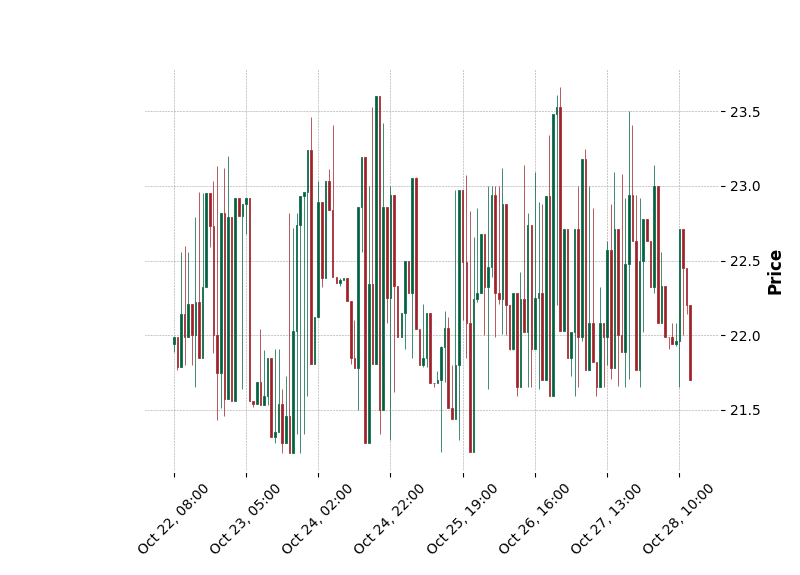 23.5
23.0
22.5
22.0
21.5
Price
Oct 22, 08:00
Oct 23, 05:00
Oct 24, 02:00
Oct 24, 22:00
Oct 25, 19:00
Oct 26, 16:00
Oct 27, 13:00
Oct 28, 10:00